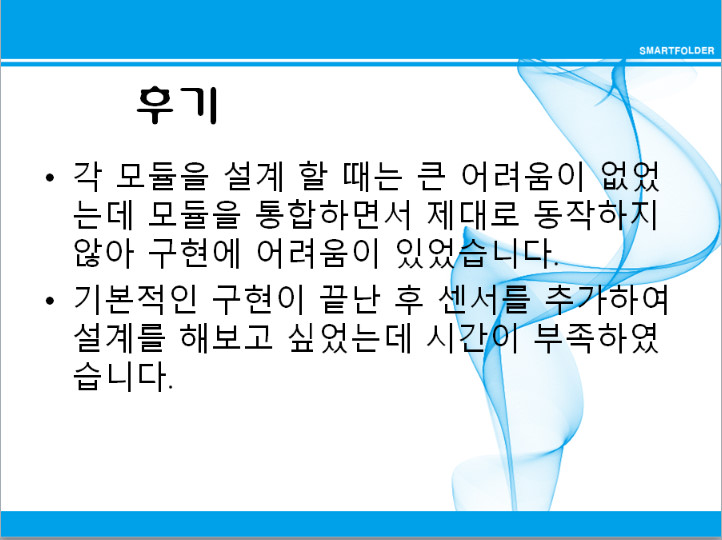 SMARTFOLDER
후기
• 각 모듈을 설계 할 때는 큰 어려움이 없었
는데 모듈을 통합하면서 제대로 동작하지
않아 구현에 어려움이 있었습니다.
• 기본적인 구현이 끝난 후 센서를 추가하여
설계를 해보고 싶었는데 시간이 부족하였
습니다.